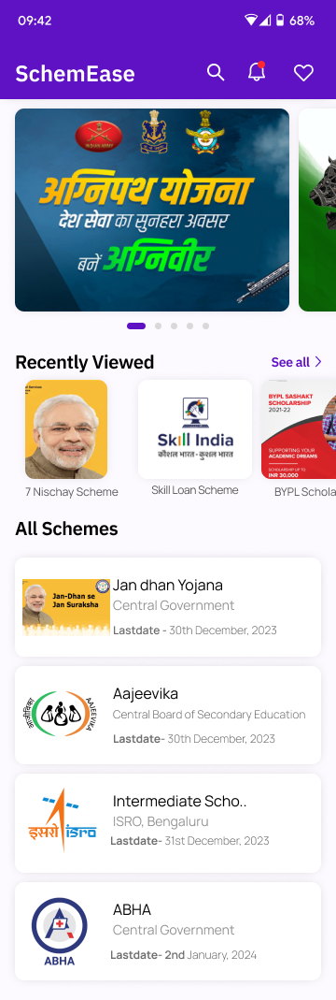 09:42
68%
SchemEase
INDIAN ARMY
अग्निपथ योजना
देश सेवा का सुनहरा अवसर
बनें अग्निवीर
Recently Viewed
See all
Skill India
कौशल भारत - कुशल भारत
BYPL SASHAKT
SCHOLARSHIP
2021-22
SUPPORTING YOUR
ACADEMIC DREAMS
SCHOLARSHIP UP TO
INR 30,000
7 Nischay Scheme
Skill Loan Scheme
BYPL Schola
All Schemes
Jan-Dhan se
Jan Suraksha
Jan dhan Yojana
Central Government
Lastdate - 30th December, 2023
आजीविका
AAJEEVIKA
Aajeevika
Central Board of Secondary Education
Lastdate- 30th December, 2023
इसरो isro
Intermediate Scho..
ISRO, Bengaluru
Lastdate- 31st December, 2023
ABHA
ABHA
Central Government
Lastdate- 2nd January, 2024